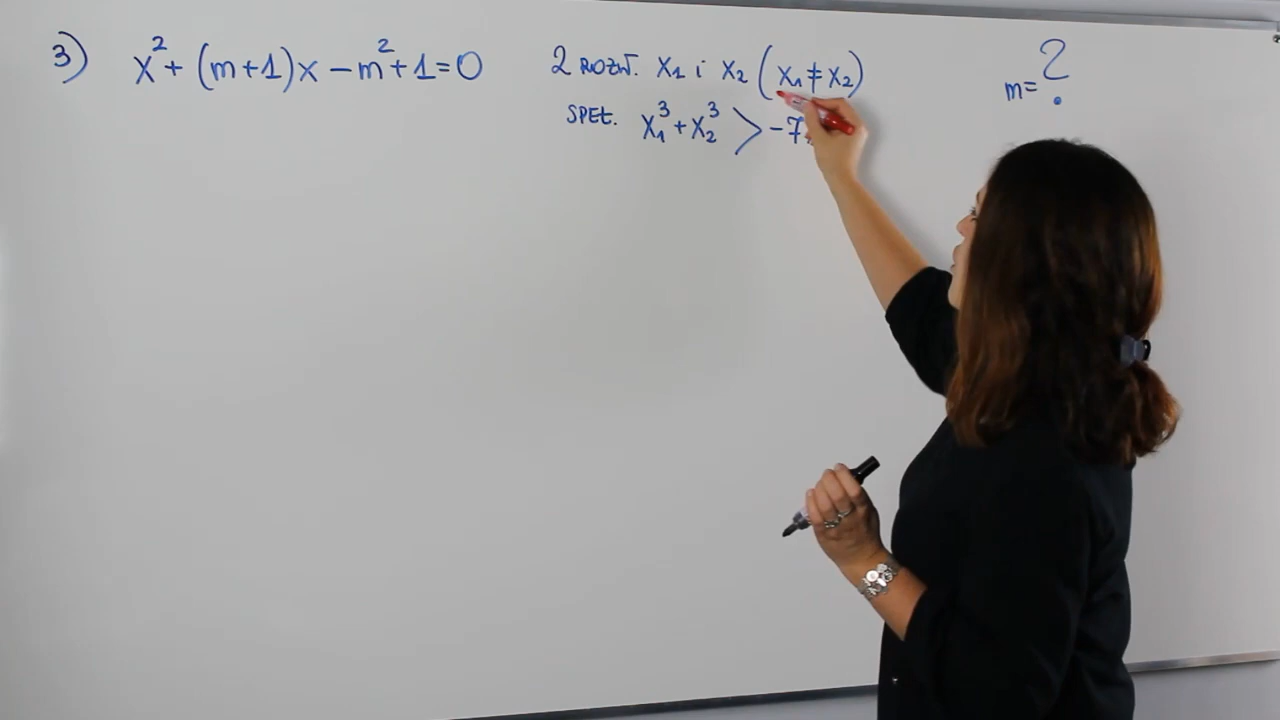 3) x² + (m+1)x - m² + 1 = 0
2 ROZW. x₁ i x₂ (x₁ ≠ x₂)
SPEŁ. x₁³ + x₂³ > -7
m = ?